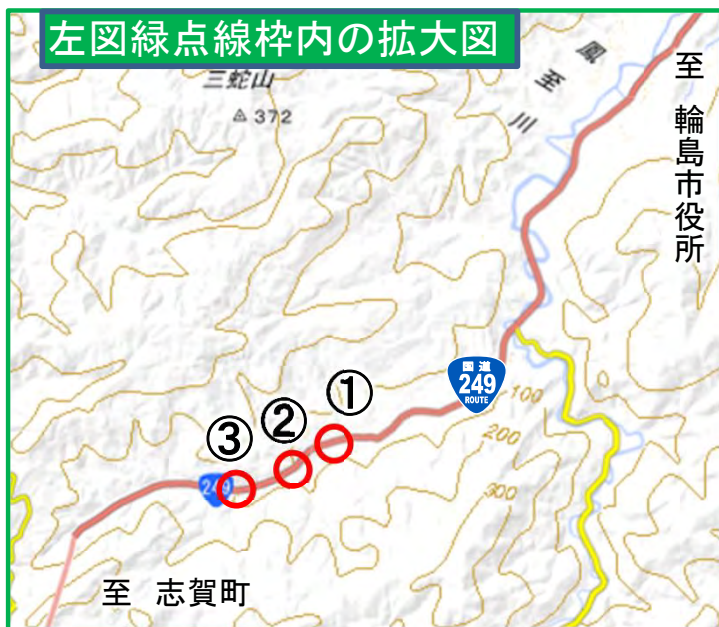 左図緑点線枠内の拡大図
三蛇山
372
鳳至川
至 輪島市役所
国道
249
ROUTE
100
200
300
①
②
③
249
至 志賀町